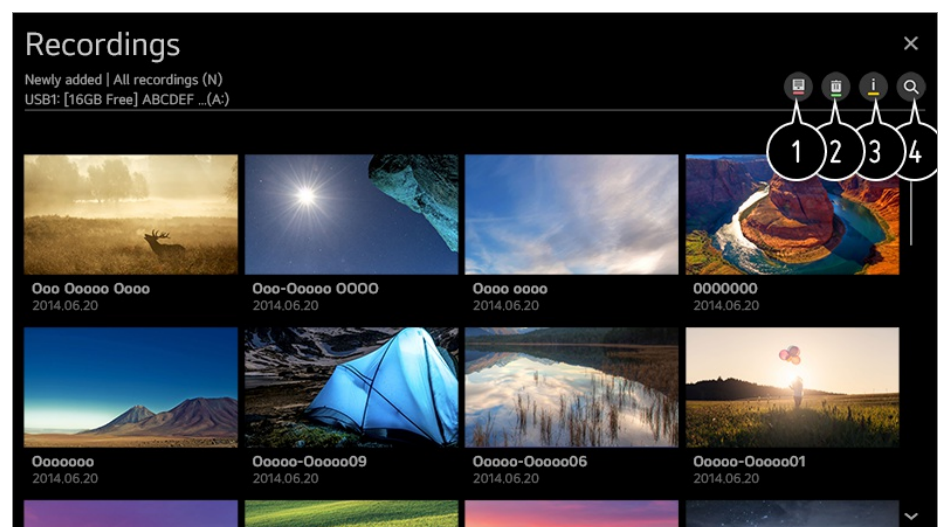 Recordings
Newly added | All recordings (N)
USB1: [16GB Free] ABCDEF ...(A:)
1 2 3 4
Ooo Ooooo Oooo
2014.06.20
Ooo-Ooooo OOOO
2014.06.20
Oooo oooo
2014.06.20
OOOOOOO
2014.06.20
Ooooooo
2014.06.20
Ooooo-Ooooo09
2014.06.20
Ooooo-Ooooo06
2014.06.20
Ooooo-Ooooo01
2014.06.20